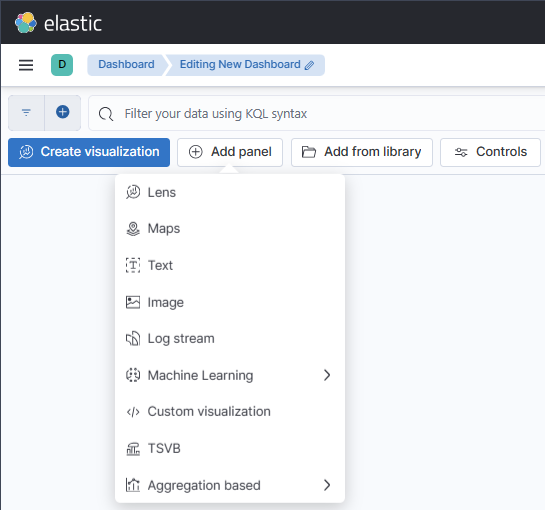 elastic
D Dashboard Editing New Dashboard
Filter your data using KQL syntax
Create visualization Add panel Add from library Controls
Lens
Maps
Text
Image
Log stream
Machine Learning
Custom visualization
TSVB
Aggregation based